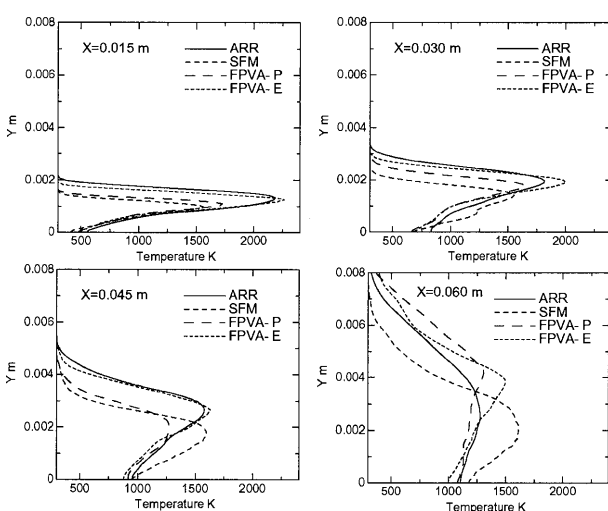 0.008
X=0.015 m
ARR
SFM
FPVA- P
FPVA- E
0.006
Y m
0.004
0.002
0
500 1000 1500 2000
Temperature K
0.008
X=0.030 m
ARR
SFM
FPVA- P
FPVA- E
0.006
Y m
0.004
0.002
0
500 1000 1500 2000
Temperature K
0.008
X=0.045 m
ARR
SFM
FPVA- P
FPVA- E
0.006
Y m
0.004
0.002
0
500 1000 1500 2000
Temperature K
0.008
X=0.060 m
ARR
SFM
FPVA- P
FPVA- E
0.006
Y m
0.004
0.002
0
500 1000 1500 2000
Temperature K